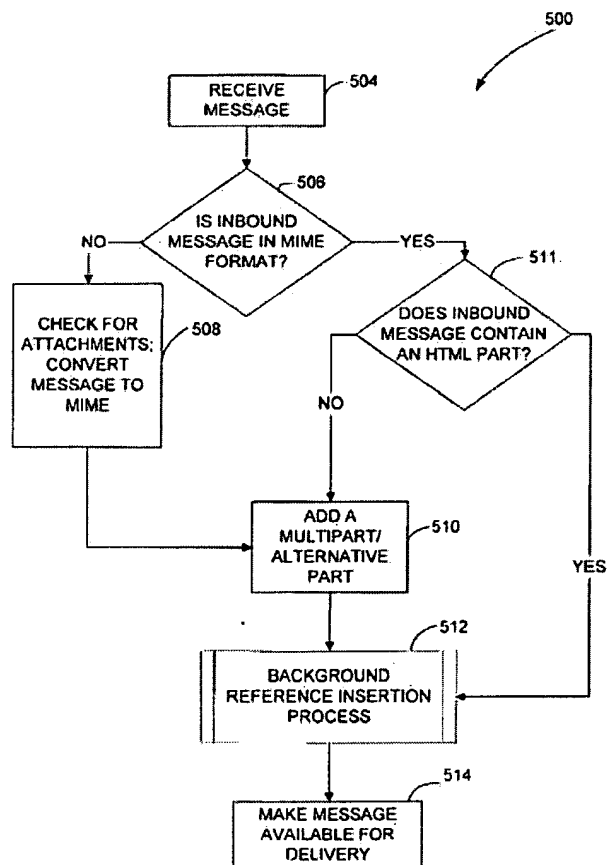 500
RECEIVE
MESSAGE
504
506
IS INBOUND
MESSAGE IN MIME
FORMAT?
NO
YES
511
DOES INBOUND
MESSAGE CONTAIN
AN HTML PART?
CHECK FOR
ATTACHMENTS;
CONVERT
MESSAGE TO
MIME
508
NO
YES
ADD A
MULTIPART/
ALTERNATIVE
PART
510
512
BACKGROUND
REFERENCE INSERTION
PROCESS
514
MAKE MESSAGE
AVAILABLE FOR
DELIVERY